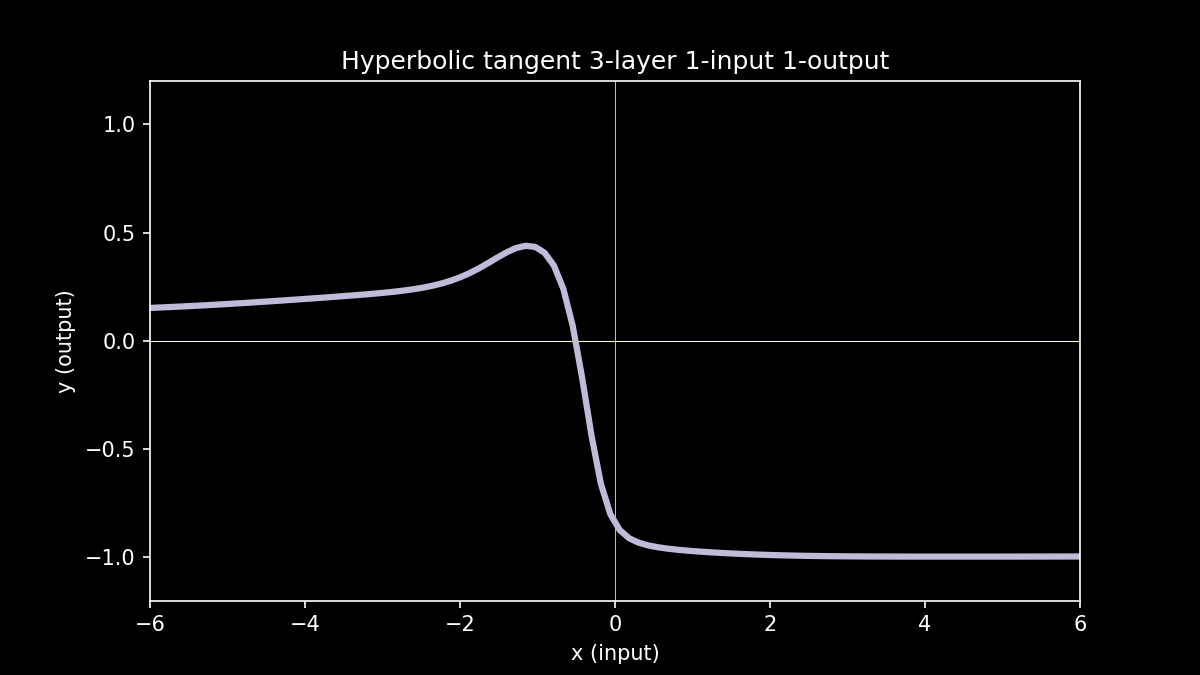 Hyperbolic tangent 3-layer 1-input 1-output
1.0
0.5
0.0
−0.5
−1.0
y (output)
−6 −4 −2 0 2 4 6
x (input)